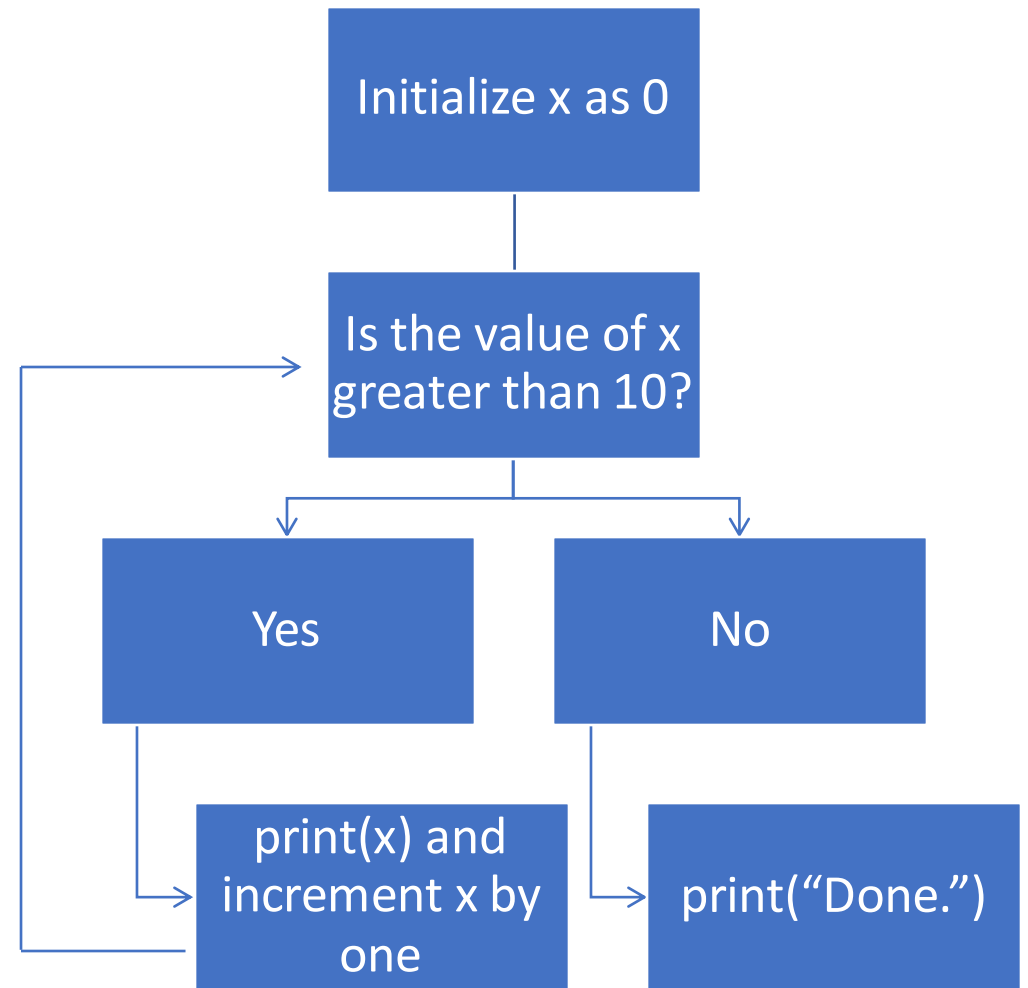 Initialize x as 0
Is the value of x
greater than 10?
Yes
No
print(x) and
increment x by
one
print(“Done.”)